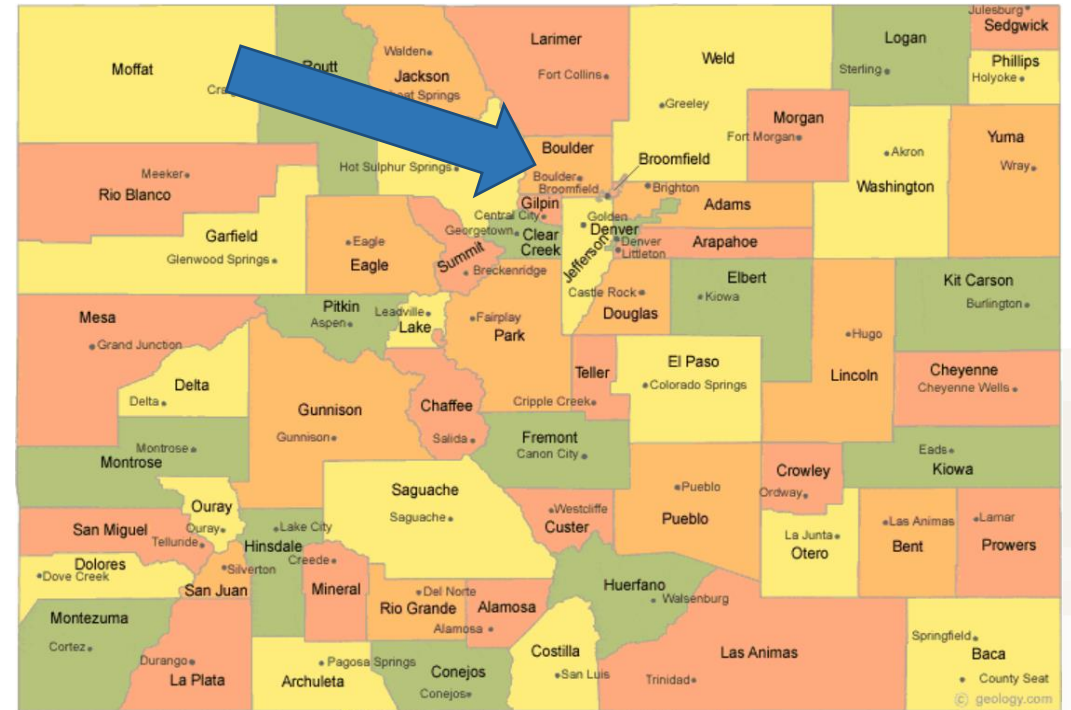 Julesburg
Sedgwick
Larimer
Logan
Walden
Weld
Phillips
Moffat
Routt
Jackson
Fort Collins
Sterling
Holyoke
Springs
Greeley
Morgan
Boulder
Fort Morgan
Yuma
Broomfield
Akron
Hot Sulphur Springs
Wray
Meeker
Boulder
Washington
Rio Blanco
Broomfield
Brighton
Gilpin
Adams
Central City
Golden
Garfield
Georgetown
Clear
Creek
Denver
Eagle
Denver
Arapahoe
Glenwood Springs
Eagle
Summit
Littleton
Breckenridge
Jefferson
Elbert
Kit Carson
Castle Rock
Kiowa
Pitkin
Burlington
Mesa
Aspen
Leadville
Lake
Fairplay
Douglas
Park
Hugo
Grand Junction
El Paso
Teller
Lincoln
Cheyenne
Delta
Colorado Springs
Cheyenne Wells
Delta
Gunnison
Chaffee
Cripple Creek
Gunnison
Salida
Fremont
Montrose
Canon City
Eads
Montrose
Crowley
Kiowa
Saguache
Pueblo
Ordway
Ouray
Westcliffe
San Miguel
Ouray
Lake City
Saguache
Custer
Pueblo
Las Animas
Lamar
Telluride
Hinsdale
La Junta
Otero
Bent
Prowers
Dolores
Creede
Dove Creek
Silverton
San Juan
Mineral
Del Norte
Huerfano
Rio Grande
Alamosa
Walsenburg
Montezuma
Alamosa
Springfield
Cortez
Costilla
Las Animas
Baca
Durango
Pagosa Springs
Conejos
La Plata
Archuleta
San Luis
Trinidad
County Seat
Conejos
© geology.com